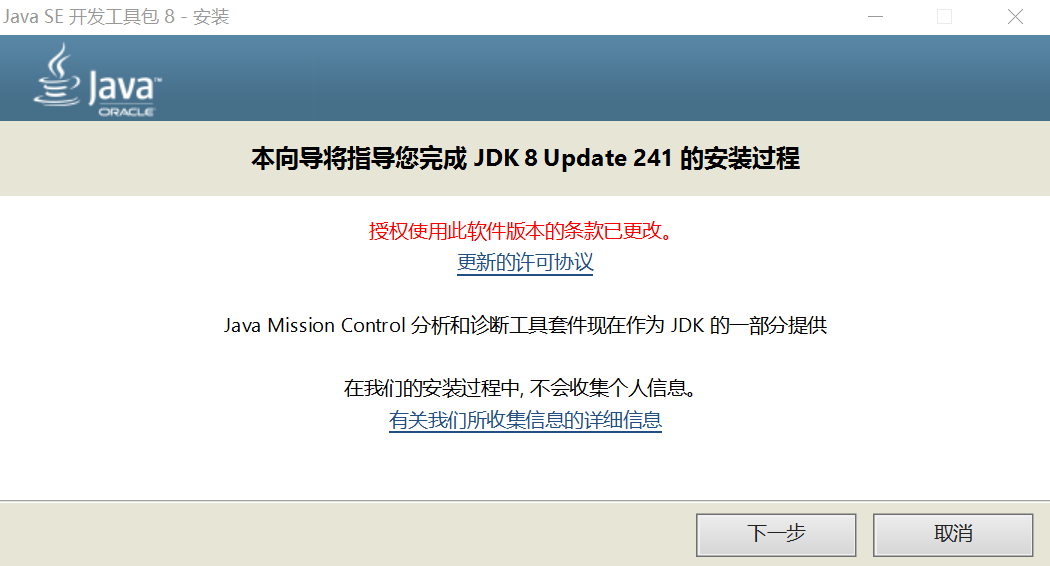 Java SE 开发工具包 8 - 安装
Java™
ORACLE
本向导将指导您完成 JDK 8 Update 241 的安装过程
授权使用此软件版本的条款已更改。
更新的许可协议
Java Mission Control 分析和诊断工具套件现在作为 JDK 的一部分提供
在我们的安装过程中, 不会收集个人信息。
有关我们所收集信息的详细信息
下一步
取消